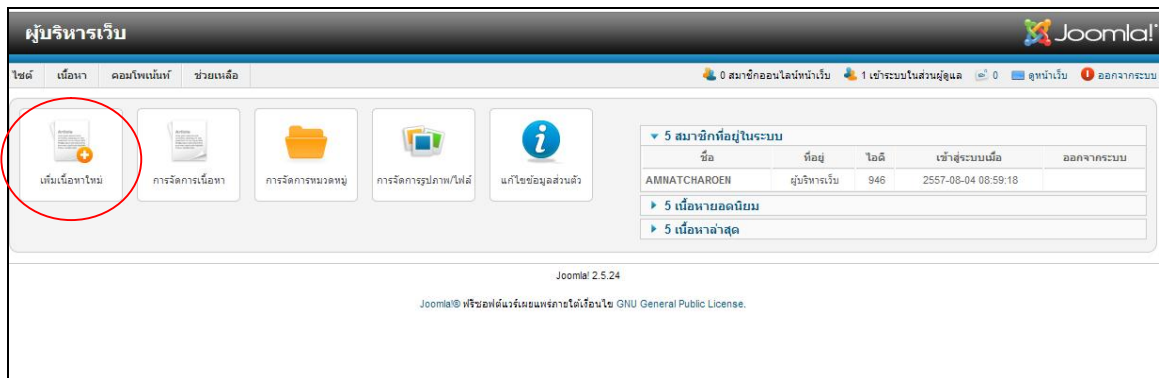 ผู้บริหารเว็บ
Joomla!
ไซต์ เนื้อหา คอมโพเน้นท์ ช่วยเหลือ 0 สมาชิกออนไลน์หน้าเว็บ 1 เข้าระบบในส่วนผู้ดูแล 0 ดูหน้าเว็บ ออกจากระบบ
เพิ่มเนื้อหาใหม่ การจัดการเนื้อหา การจัดการหมวดหมู่ การจัดการรูปภาพ/ไฟล์ แก้ไขข้อมูลส่วนตัว
5 สมาชิกที่อยู่ในระบบ
ชื่อ ที่อยู่ ไอดี เข้าสู่ระบบเมื่อ ออกจากระบบ
AMNATCHAROEN ผู้บริหารเว็บ 946 2557-08-04 08:59:18
5 เนื้อหายอดนิยม
5 เนื้อหาล่าสุด
Joomla! 2.5.24
Joomla!® ฟรีซอฟต์แวร์เผยแพร่ภายใต้เงื่อนไข GNU General Public License.